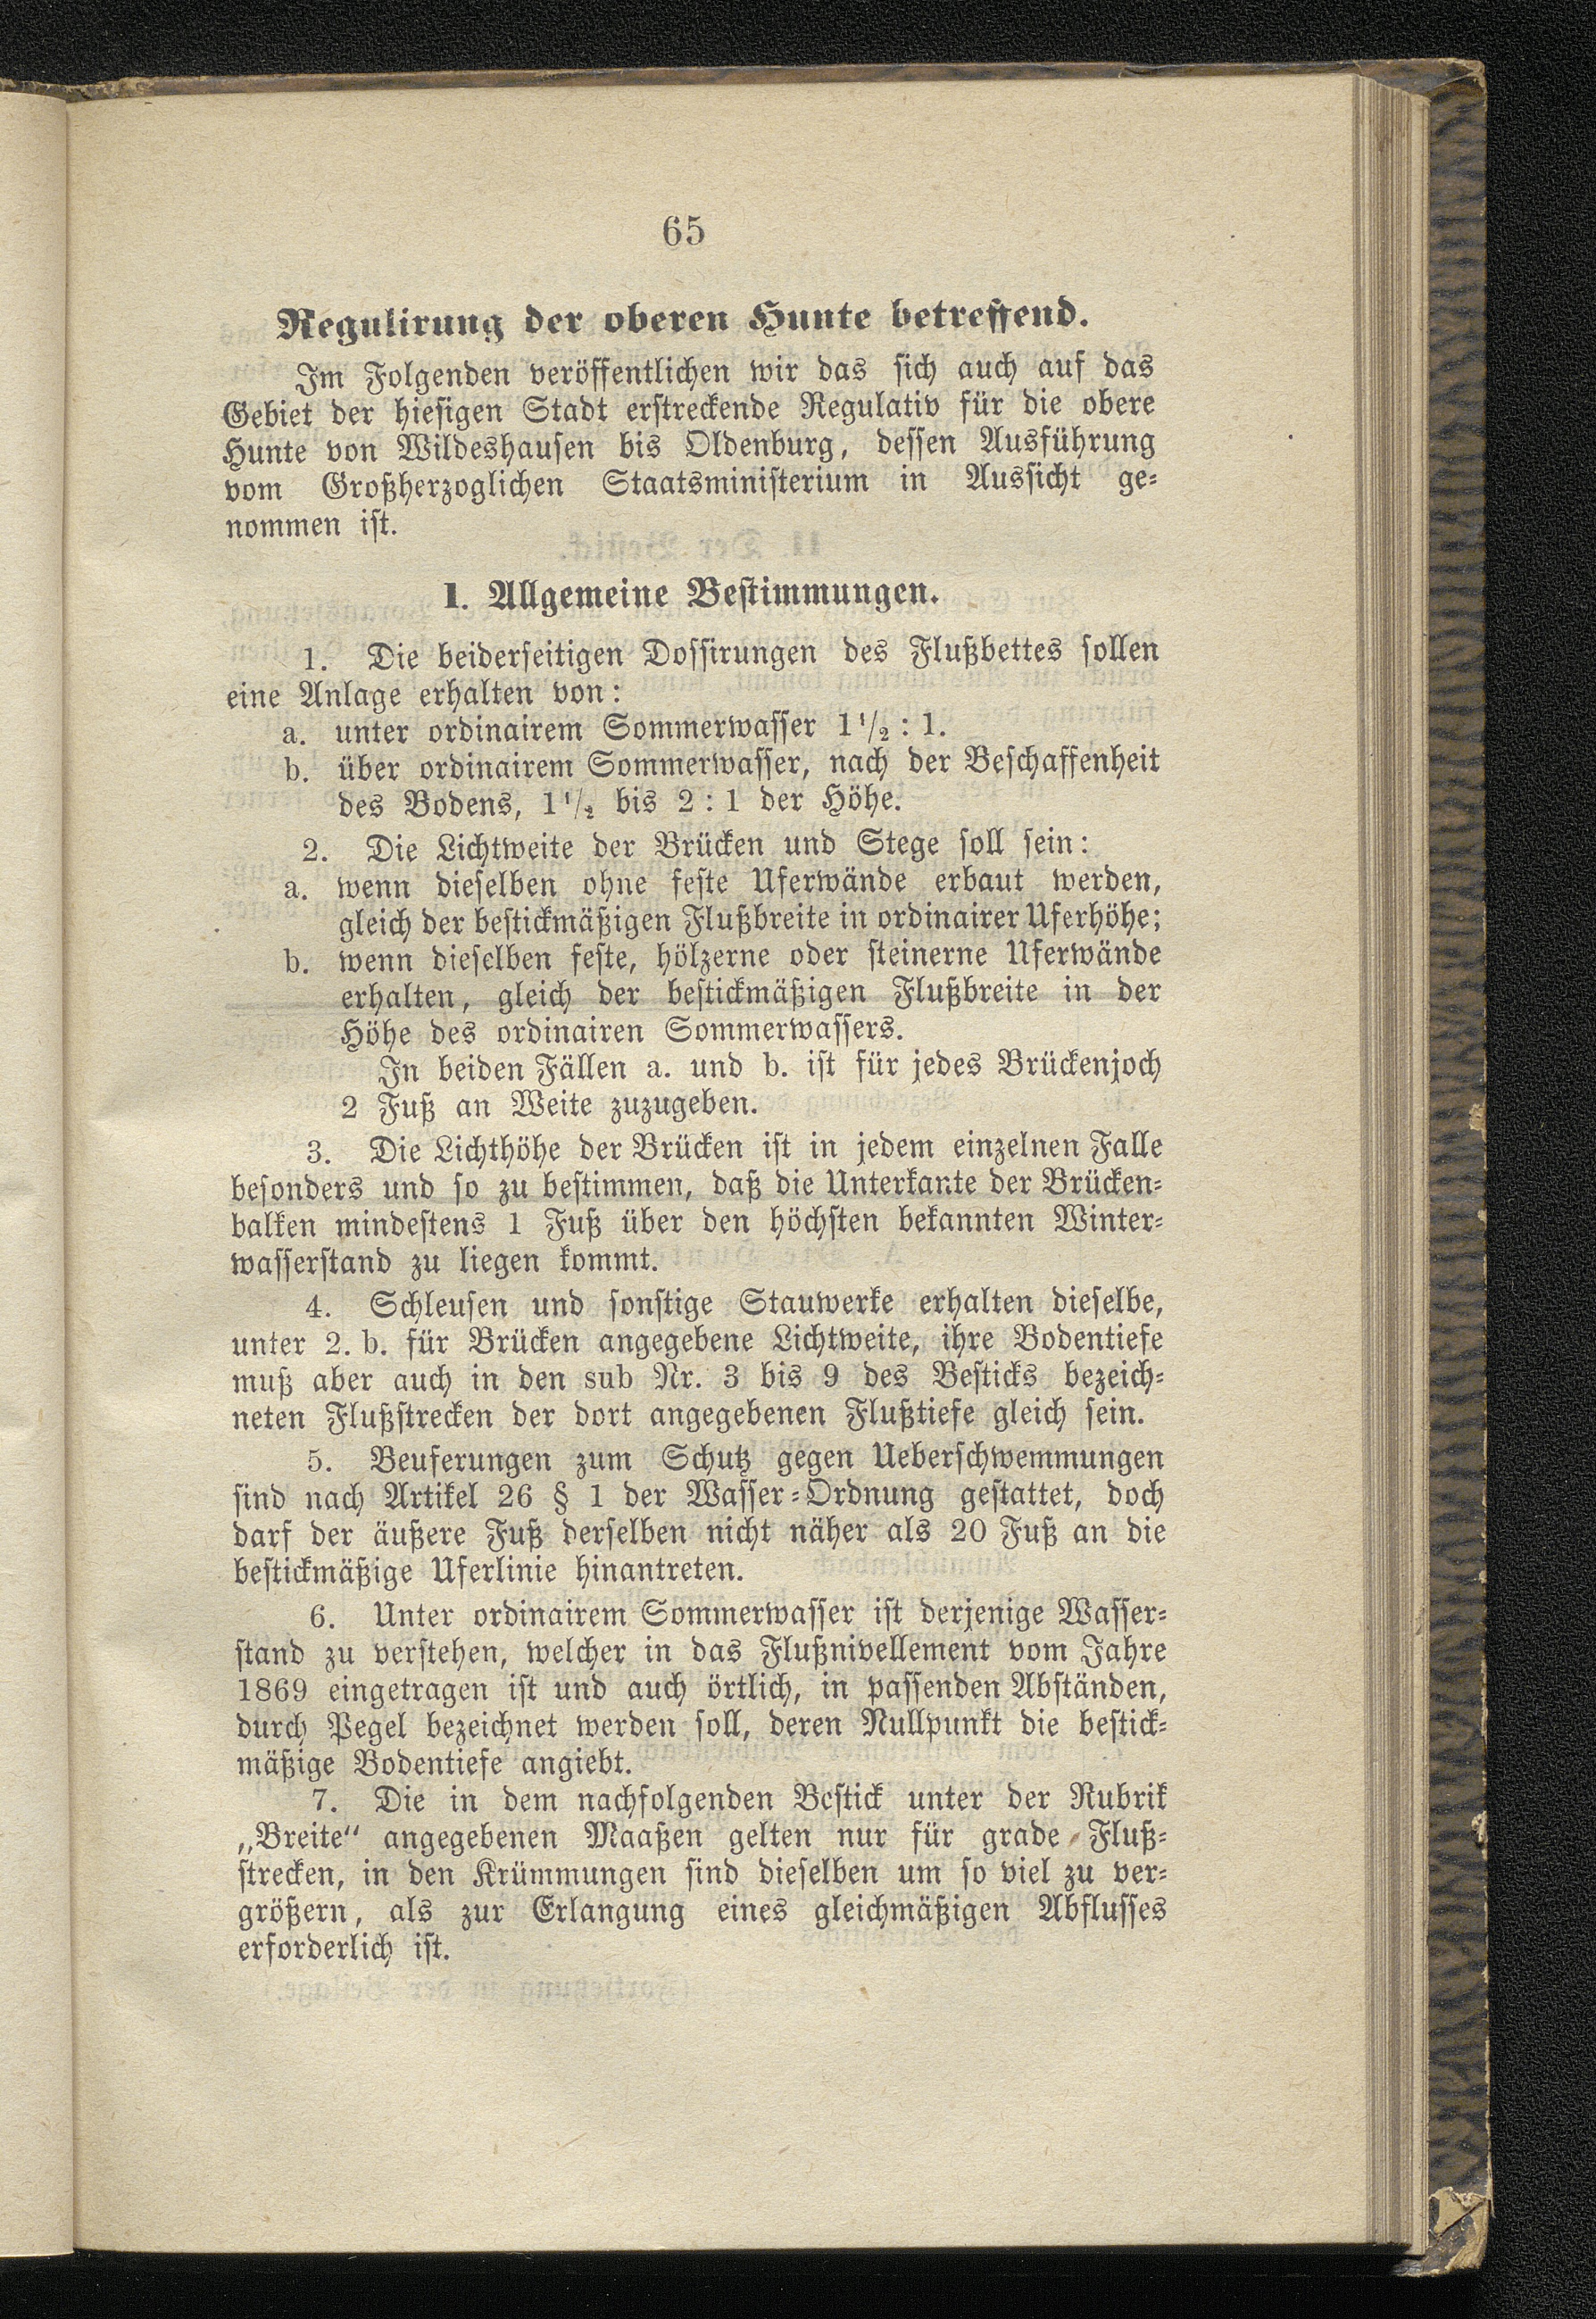 65
Regulirung der oberen Hunte betreffend.
Im Folgenden veröffentlichen wir das sich auch auf das
Gebiet der hiesigen Stadt erstreckende Regulativ für die obere
Hunte von Wildeshausen bis Oldenburg, dessen Ausführung
vom Großherzoglichen Staatsministerium in Aussicht ge-
nommen ist.
I. Allgemeine Bestimmungen.
1. Die beiderseitigen Dossirungen des Flußbettes sollen
eine Anlage erhalten von:
a. unter ordinairem Sommerwasser 1 1/2 : 1.
b. über ordinairem Sommerwasser, nach der Beschaffenheit
des Bodens, 1 1/2 bis 2 : 1 der Höhe.
2. Die Lichtweite der Brücken und Stege soll sein:
a. wenn dieselben ohne feste Uferwände erbaut werden,
gleich der bestickmäßigen Flußbreite in ordinairer Uferhöhe;
b. wenn dieselben feste, hölzerne oder steinerne Uferwände
erhalten, gleich der bestickmäßigen Flußbreite in der
Höhe des ordinairen Sommerwassers.
In beiden Fällen a. und b. ist für jedes Brückenjoch
2 Fuß an Weite zuzugeben.
3. Die Lichthöhe der Brücken ist in jedem einzelnen Falle
besonders und so zu bestimmen, daß die Unterkante der Brücken-
balken mindestens 1 Fuß über den höchsten bekannten Winter-
wasserstand zu liegen kommt.
4. Schleusen und sonstige Stauwerke erhalten dieselbe,
unter 2. b. für Brücken angegebene Lichtweite, ihre Bodentiefe
muß aber auch in den sub Nr. 3 bis 9 des Besticks bezeich-
neten Flußstrecken der dort angegebenen Flußtiefe gleich sein.
5. Beuferungen zum Schutz gegen Ueberschwemmungen
sind nach Artikel 26 § 1 der Wasser-Ordnung gestattet, doch
darf der äußere Fuß derselben nicht näher als 20 Fuß an die
bestickmäßige Uferlinie hinantreten.
6. Unter ordinairem Sommerwasser ist derjenige Wasser-
stand zu verstehen, welcher in das Flußnivellement vom Jahre
1869 eingetragen ist und auch örtlich, in passenden Abständen,
durch Pegel bezeichnet werden soll, deren Nullpunkt die bestick-
mäßige Bodentiefe angiebt.
7. Die in dem nachfolgenden Bestick unter der Rubrik
„Breite“ angegebenen Maaßen gelten nur für grade Fluß-
strecken, in den Krümmungen sind dieselben um so viel zu ver-
größern, als zur Erlangung eines gleichmäßigen Abflusses
erforderlich ist.